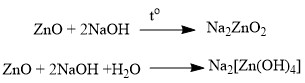 ZnO + 2NaOH t° Na₂ZnO₂
ZnO + 2NaOH +H₂O Na₂[Zn(OH)₄]